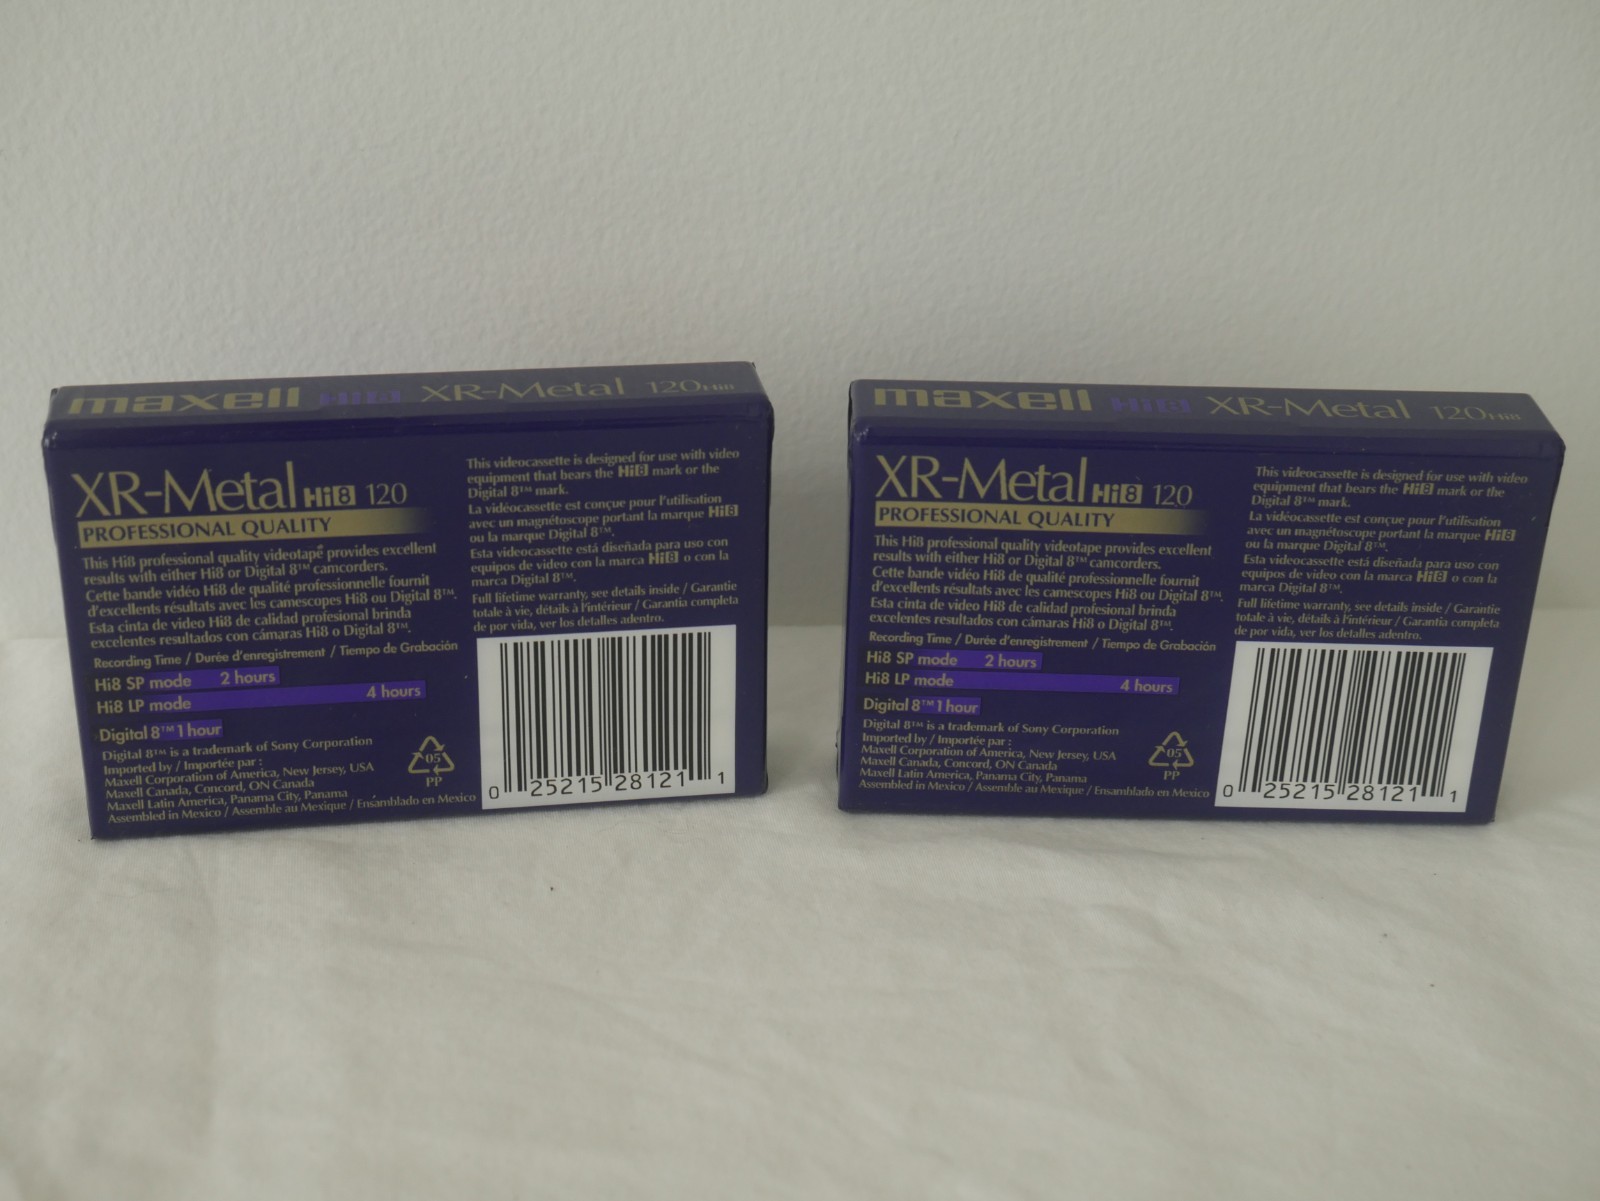 maxell Hi8 XR-Metal 120 Hi8
XR-Metal Hi8 120
PROFESSIONAL QUALITY
This Hi8 professional quality videotape provides excellent
results with either Hi8 or Digital 8™ camcorders.
Cette bande vidéo Hi8 de qualité professionnelle fournit
d'excellents résultats avec les camescopes Hi8 ou Digital 8™.
Esta cinta de video Hi8 de calidad profesional brinda
excelentes resultados con cámaras Hi8 o Digital 8™.
Recording Time / Durée d'enregistrement / Tiempo de Grabación
Hi8 SP mode 2 hours
Hi8 LP mode 4 hours
Digital 8™ 1 hour
Digital 8™ is a trademark of Sony Corporation
Imported by / Importée par :
Maxell Corporation of America, New Jersey, USA
Maxell Canada, Concord, ON Canada
Maxell Latin America, Panama City, Panama
Assembled in Mexico / Assemble au Mexique / Ensamblado en Mexico
05
PP
This videocassette is designed for use with video
equipment that bears the Hi8 mark or the
Digital 8™ mark.
La vidéocassette est conçue pour l'utilisation
avec un magnétoscope portant la marque Hi8
ou la marque Digital 8™.
Esta videocassette está diseñada para uso con
equipos de video con la marca Hi8 o con la
marca Digital 8™.
Full lifetime warranty, see details inside / Garantie
totale à vie, détails à l'intérieur / Garantía completa
de por vida, ver los detalles adentro.
0 25215 28121 1
maxell Hi8 XR-Metal 120 Hi8
XR-Metal Hi8 120
PROFESSIONAL QUALITY
This Hi8 professional quality videotape provides excellent
results with either Hi8 or Digital 8™ camcorders.
Cette bande vidéo Hi8 de qualité professionnelle fournit
d'excellents résultats avec les camescopes Hi8 ou Digital 8™.
Esta cinta de video Hi8 de calidad profesional brinda
excelentes resultados con cámaras Hi8 o Digital 8™.
Recording Time / Durée d'enregistrement / Tiempo de Grabación
Hi8 SP mode 2 hours
Hi8 LP mode 4 hours
Digital 8™ 1 hour
Digital 8™ is a trademark of Sony Corporation
Imported by / Importée par :
Maxell Corporation of America, New Jersey, USA
Maxell Canada, Concord, ON Canada
Maxell Latin America, Panama City, Panama
Assembled in Mexico / Assemble au Mexique / Ensamblado en Mexico
05
PP
This videocassette is designed for use with video
equipment that bears the Hi8 mark or the
Digital 8™ mark.
La vidéocassette est conçue pour l'utilisation
avec un magnétoscope portant la marque Hi8
ou la marque Digital 8™.
Esta videocassette está diseñada para uso con
equipos de video con la marca Hi8 o con la
marca Digital 8™.
Full lifetime warranty, see details inside / Garantie
totale à vie, détails à l'intérieur / Garantía completa
de por vida, ver los detalles adentro.
0 25215 28121 1